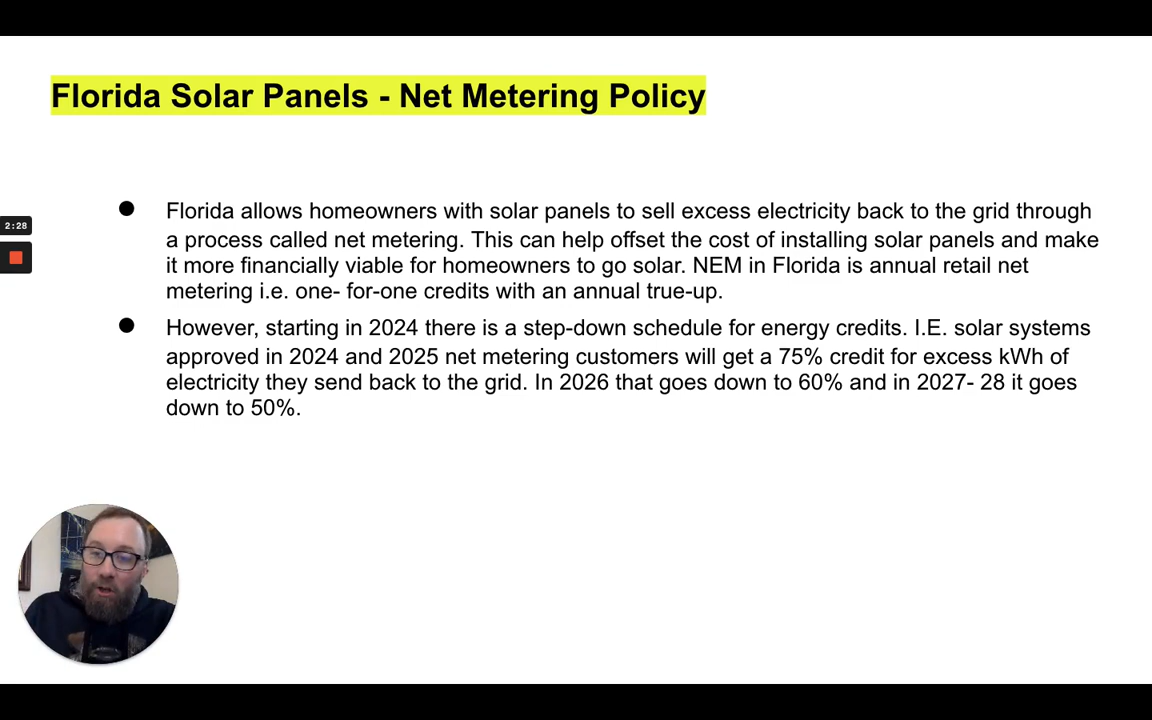 Florida Solar Panels - Net Metering Policy
Florida allows homeowners with solar panels to sell excess electricity back to the grid through
a process called net metering. This can help offset the cost of installing solar panels and make
it more financially viable for homeowners to go solar. NEM in Florida is annual retail net
metering i.e. one- for-one credits with an annual true-up.
However, starting in 2024 there is a step-down schedule for energy credits. I.E. solar systems
approved in 2024 and 2025 net metering customers will get a 75% credit for excess kWh of
electricity they send back to the grid. In 2026 that goes down to 60% and in 2027- 28 it goes
down to 50%.
2:28